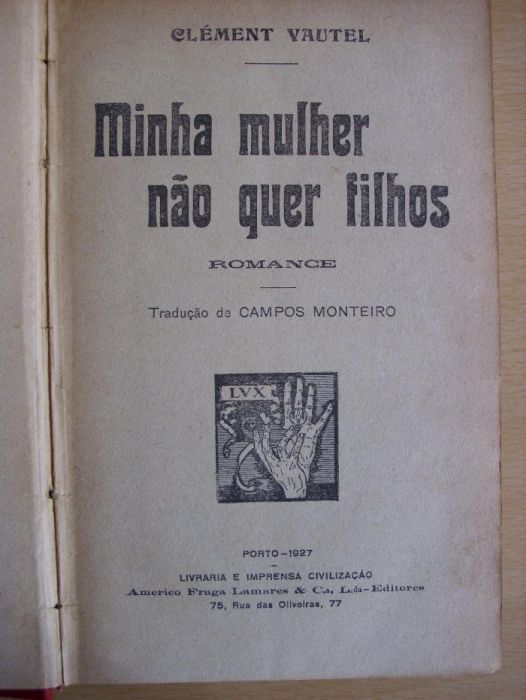 CLÉMENT VAUTEL
Minha mulher
não quer filhos
ROMANCE
Tradução de CAMPOS MONTEIRO
LVX
PORTO-1927
LIVRARIA E IMPRENSA CIVILIZAÇÃO
Americo Fraga Lamares & C.a, L.da-Editores
75, Rua das Oliveiras, 77